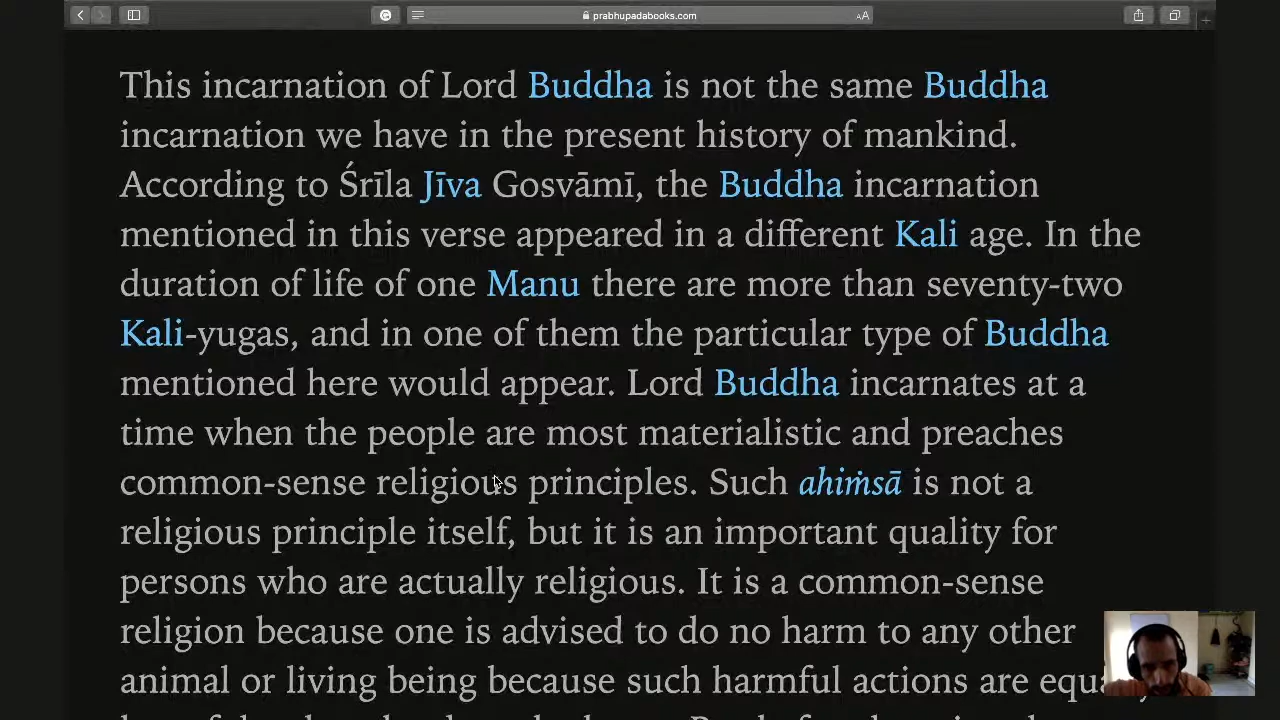 prabhupadabooks.com
AA
This incarnation of Lord Buddha is not the same Buddha
incarnation we have in the present history of mankind.
According to Śrīla Jīva Gosvāmī, the Buddha incarnation
mentioned in this verse appeared in a different Kali age. In the
duration of life of one Manu there are more than seventy-two
Kali-yugas, and in one of them the particular type of Buddha
mentioned here would appear. Lord Buddha incarnates at a
time when the people are most materialistic and preaches
common-sense religious principles. Such ahiṁsā is not a
religious principle itself, but it is an important quality for
persons who are actually religious. It is a common-sense
religion because one is advised to do no harm to any other
animal or living being because such harmful actions are